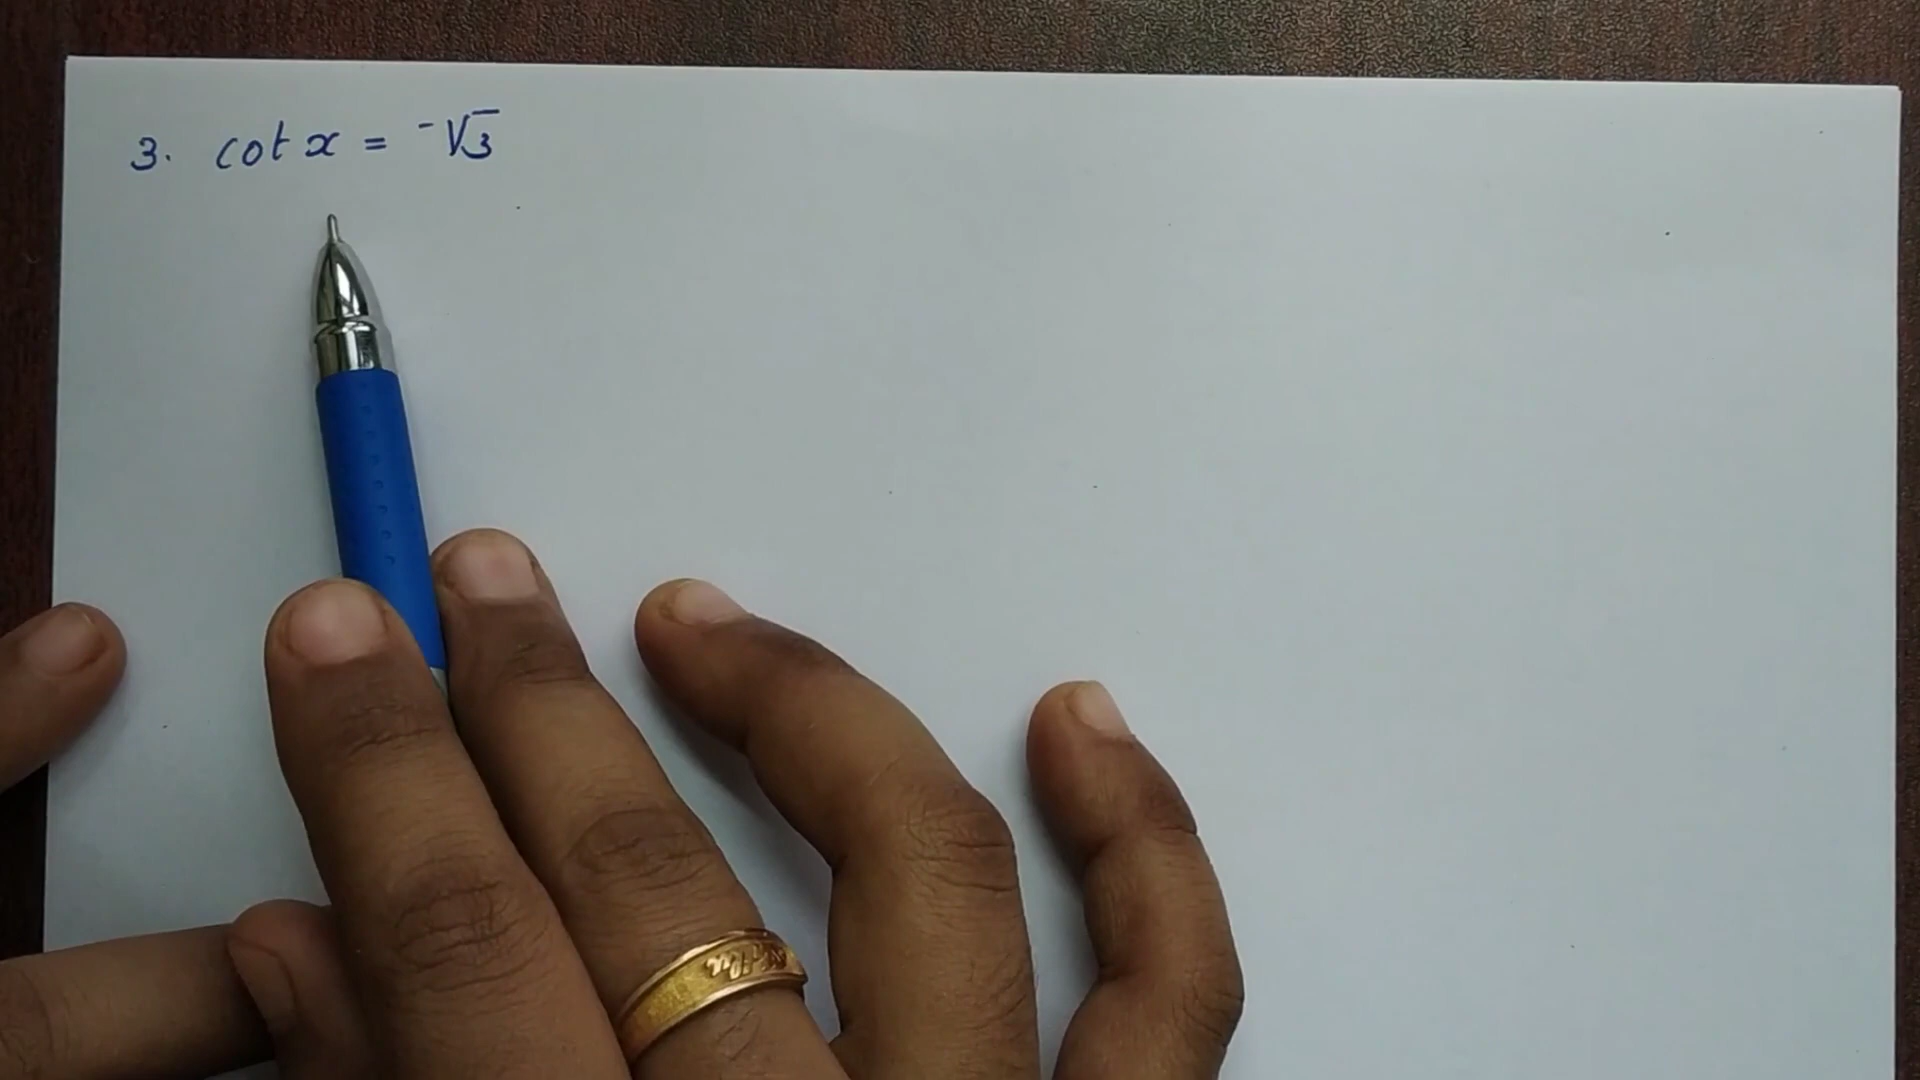 3. cot x = -√3